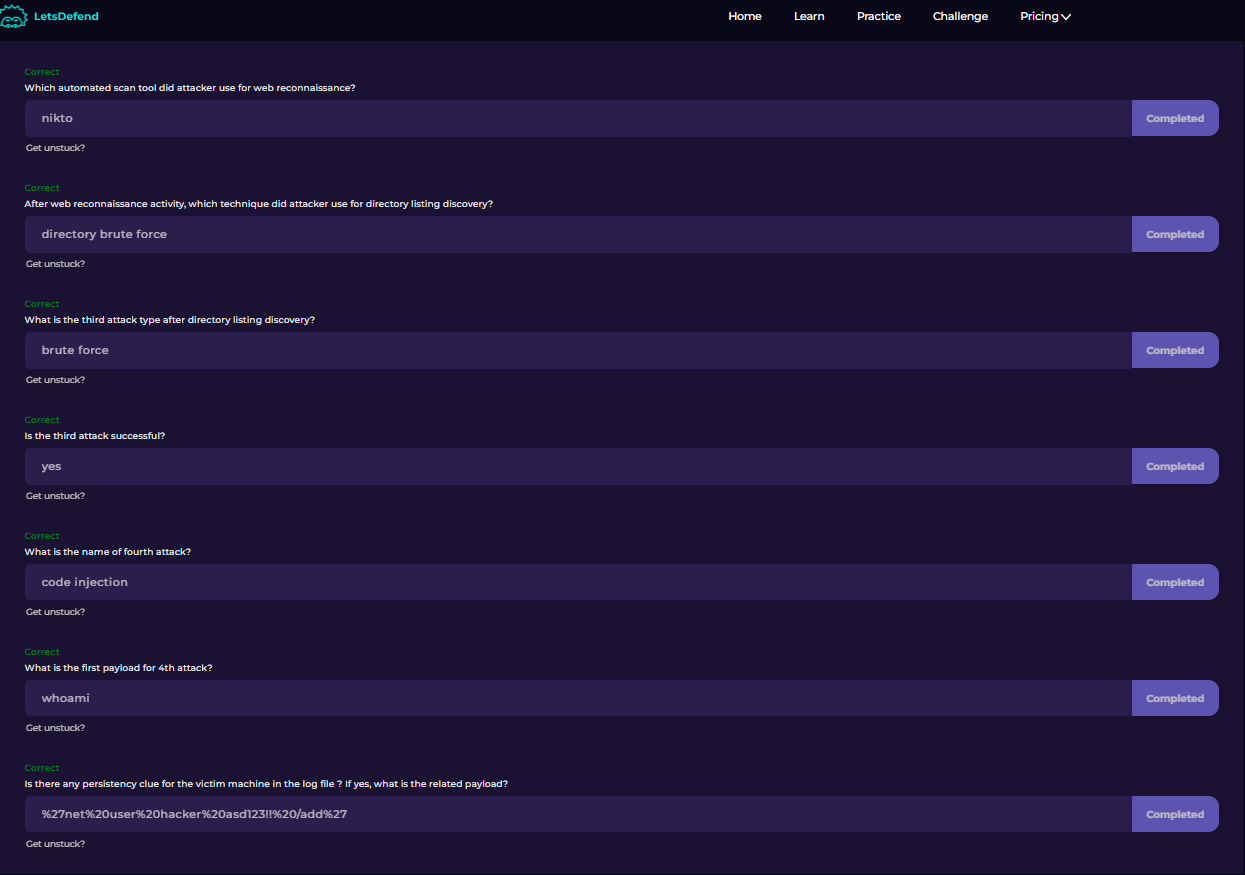 LetsDefend
Home Learn Practice Challenge Pricing
Correct
Which automated scan tool did attacker use for web reconnaissance?
nikto
Completed
Get unstuck?
Correct
After web reconnaissance activity, which technique did attacker use for directory listing discovery?
directory brute force
Completed
Get unstuck?
Correct
What is the third attack type after directory listing discovery?
brute force
Completed
Get unstuck?
Correct
Is the third attack successful?
yes
Completed
Get unstuck?
Correct
What is the name of fourth attack?
code injection
Completed
Get unstuck?
Correct
What is the first payload for 4th attack?
whoami
Completed
Get unstuck?
Correct
Is there any persistency clue for the victim machine in the log file ? If yes, what is the related payload?
%27net%20user%20hacker%20asd123!!%20/add%27
Completed
Get unstuck?